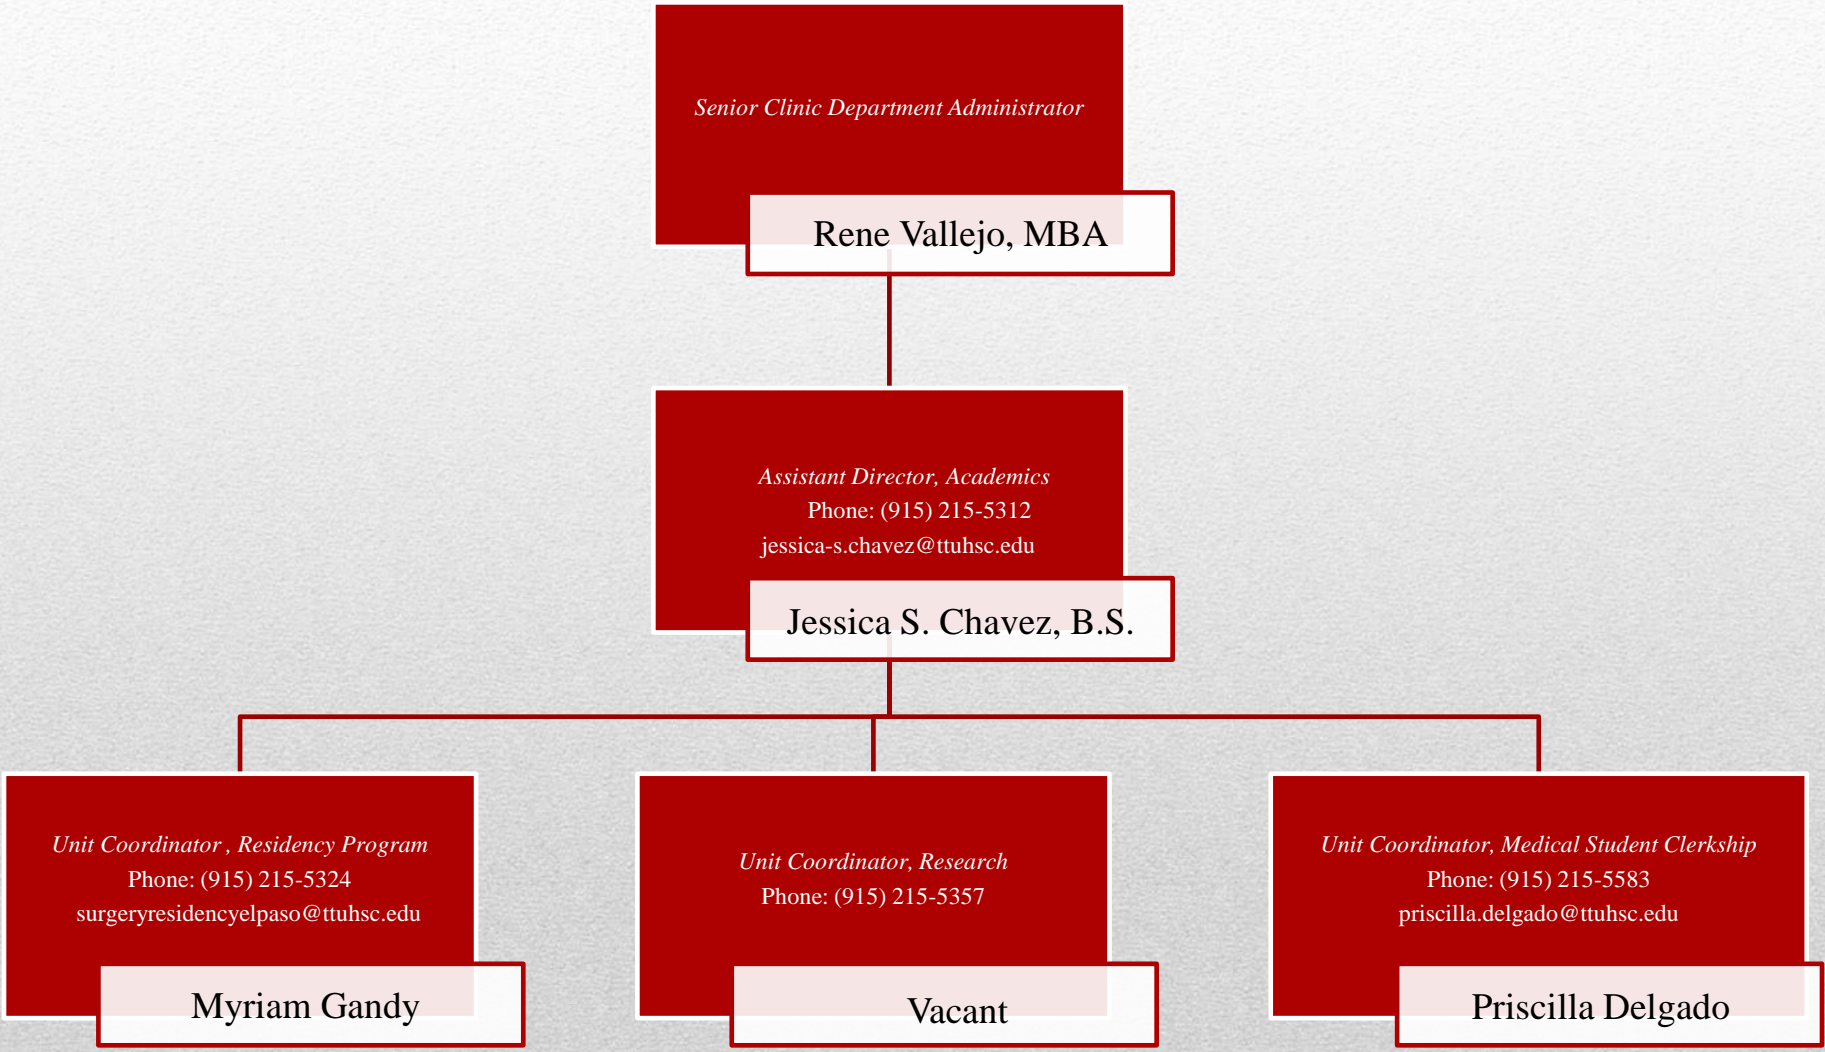 Senior Clinic Department Administrator
Rene Vallejo, MBA
Assistant Director, Academics
Phone: (915) 215-5312
jessica-s.chavez@ttuhsc.edu
Jessica S. Chavez, B.S.
Unit Coordinator , Residency Program
Phone: (915) 215-5324
surgeryresidencyelpaso@ttuhsc.edu
Myriam Gandy
Unit Coordinator, Research
Phone: (915) 215-5357
Vacant
Unit Coordinator, Medical Student Clerkship
Phone: (915) 215-5583
priscilla.delgado@ttuhsc.edu
Priscilla Delgado